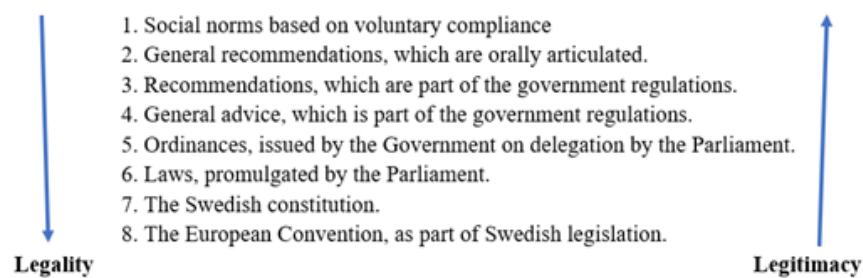 1. Social norms based on voluntary compliance
2. General recommendations, which are orally articulated.
3. Recommendations, which are part of the government regulations.
4. General advice, which is part of the government regulations.
5. Ordinances, issued by the Government on delegation by the Parliament.
6. Laws, promulgated by the Parliament.
7. The Swedish constitution.
8. The European Convention, as part of Swedish legislation.
Legality
Legitimacy